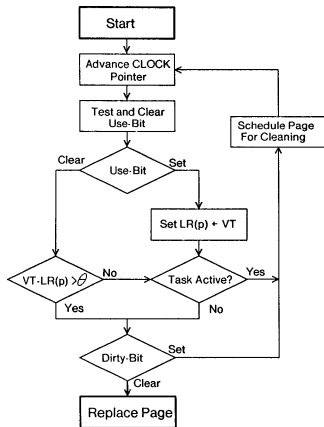 Start
Advance CLOCK
Pointer
Test and Clear
Use-Bit
Schedule Page
For Cleaning
Clear
Use-Bit
Set
Set LR(p) ← VT
VT-LR(p) > θ
No
Task Active?
Yes
Yes
No
Dirty-Bit
Set
Clear
Replace Page